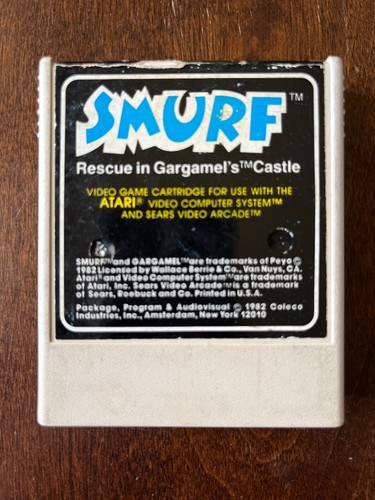 SMURF™
Rescue in Gargamel's™Castle
VIDEO GAME CARTRIDGE FOR USE WITH THE
ATARI® VIDEO COMPUTER SYSTEM™
AND SEARS VIDEO ARCADE™
SMURF™and GARGAMEL™are trademarks of Peyo ©
1982 Licensed by Wallace Berrie & Co., Van Nuys, CA.
Atari® and Video Computer System™are trademarks
of Atari, Inc. Sears Video Arcade™is a trademark
of Sears, Roebuck and Co. Printed in U.S.A.
Package, Program & Audiovisual © 1982 Coleco
Industries, Inc., Amsterdam, New York 12010